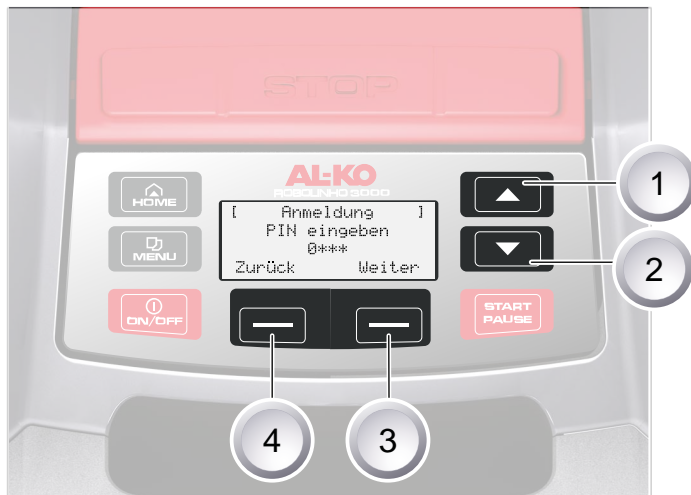 STOP
AL-KO
ROBOLINHO 3000
HOME
MENU
ON/OFF
[ Anmeldung ]
PIN eingeben
0***
Zurück Weiter
START
PAUSE
1
2
3
4